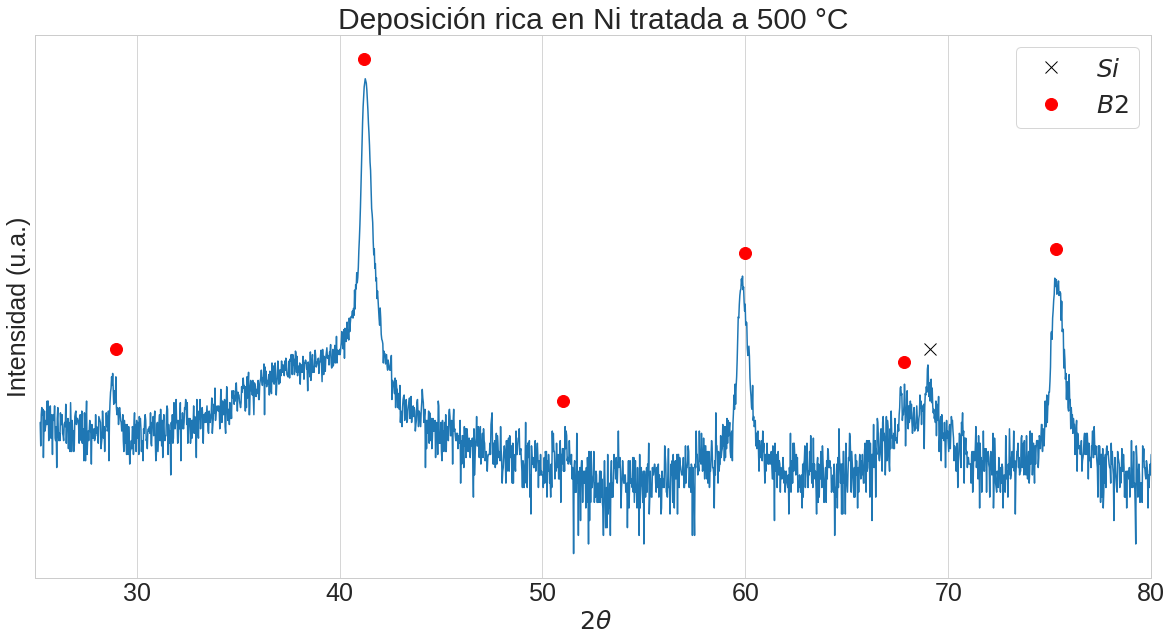 Deposición rica en Ni tratada a 500 °C
Si
B2
Intensidad (u.a.)
30 40 50 60 70 80
2θ